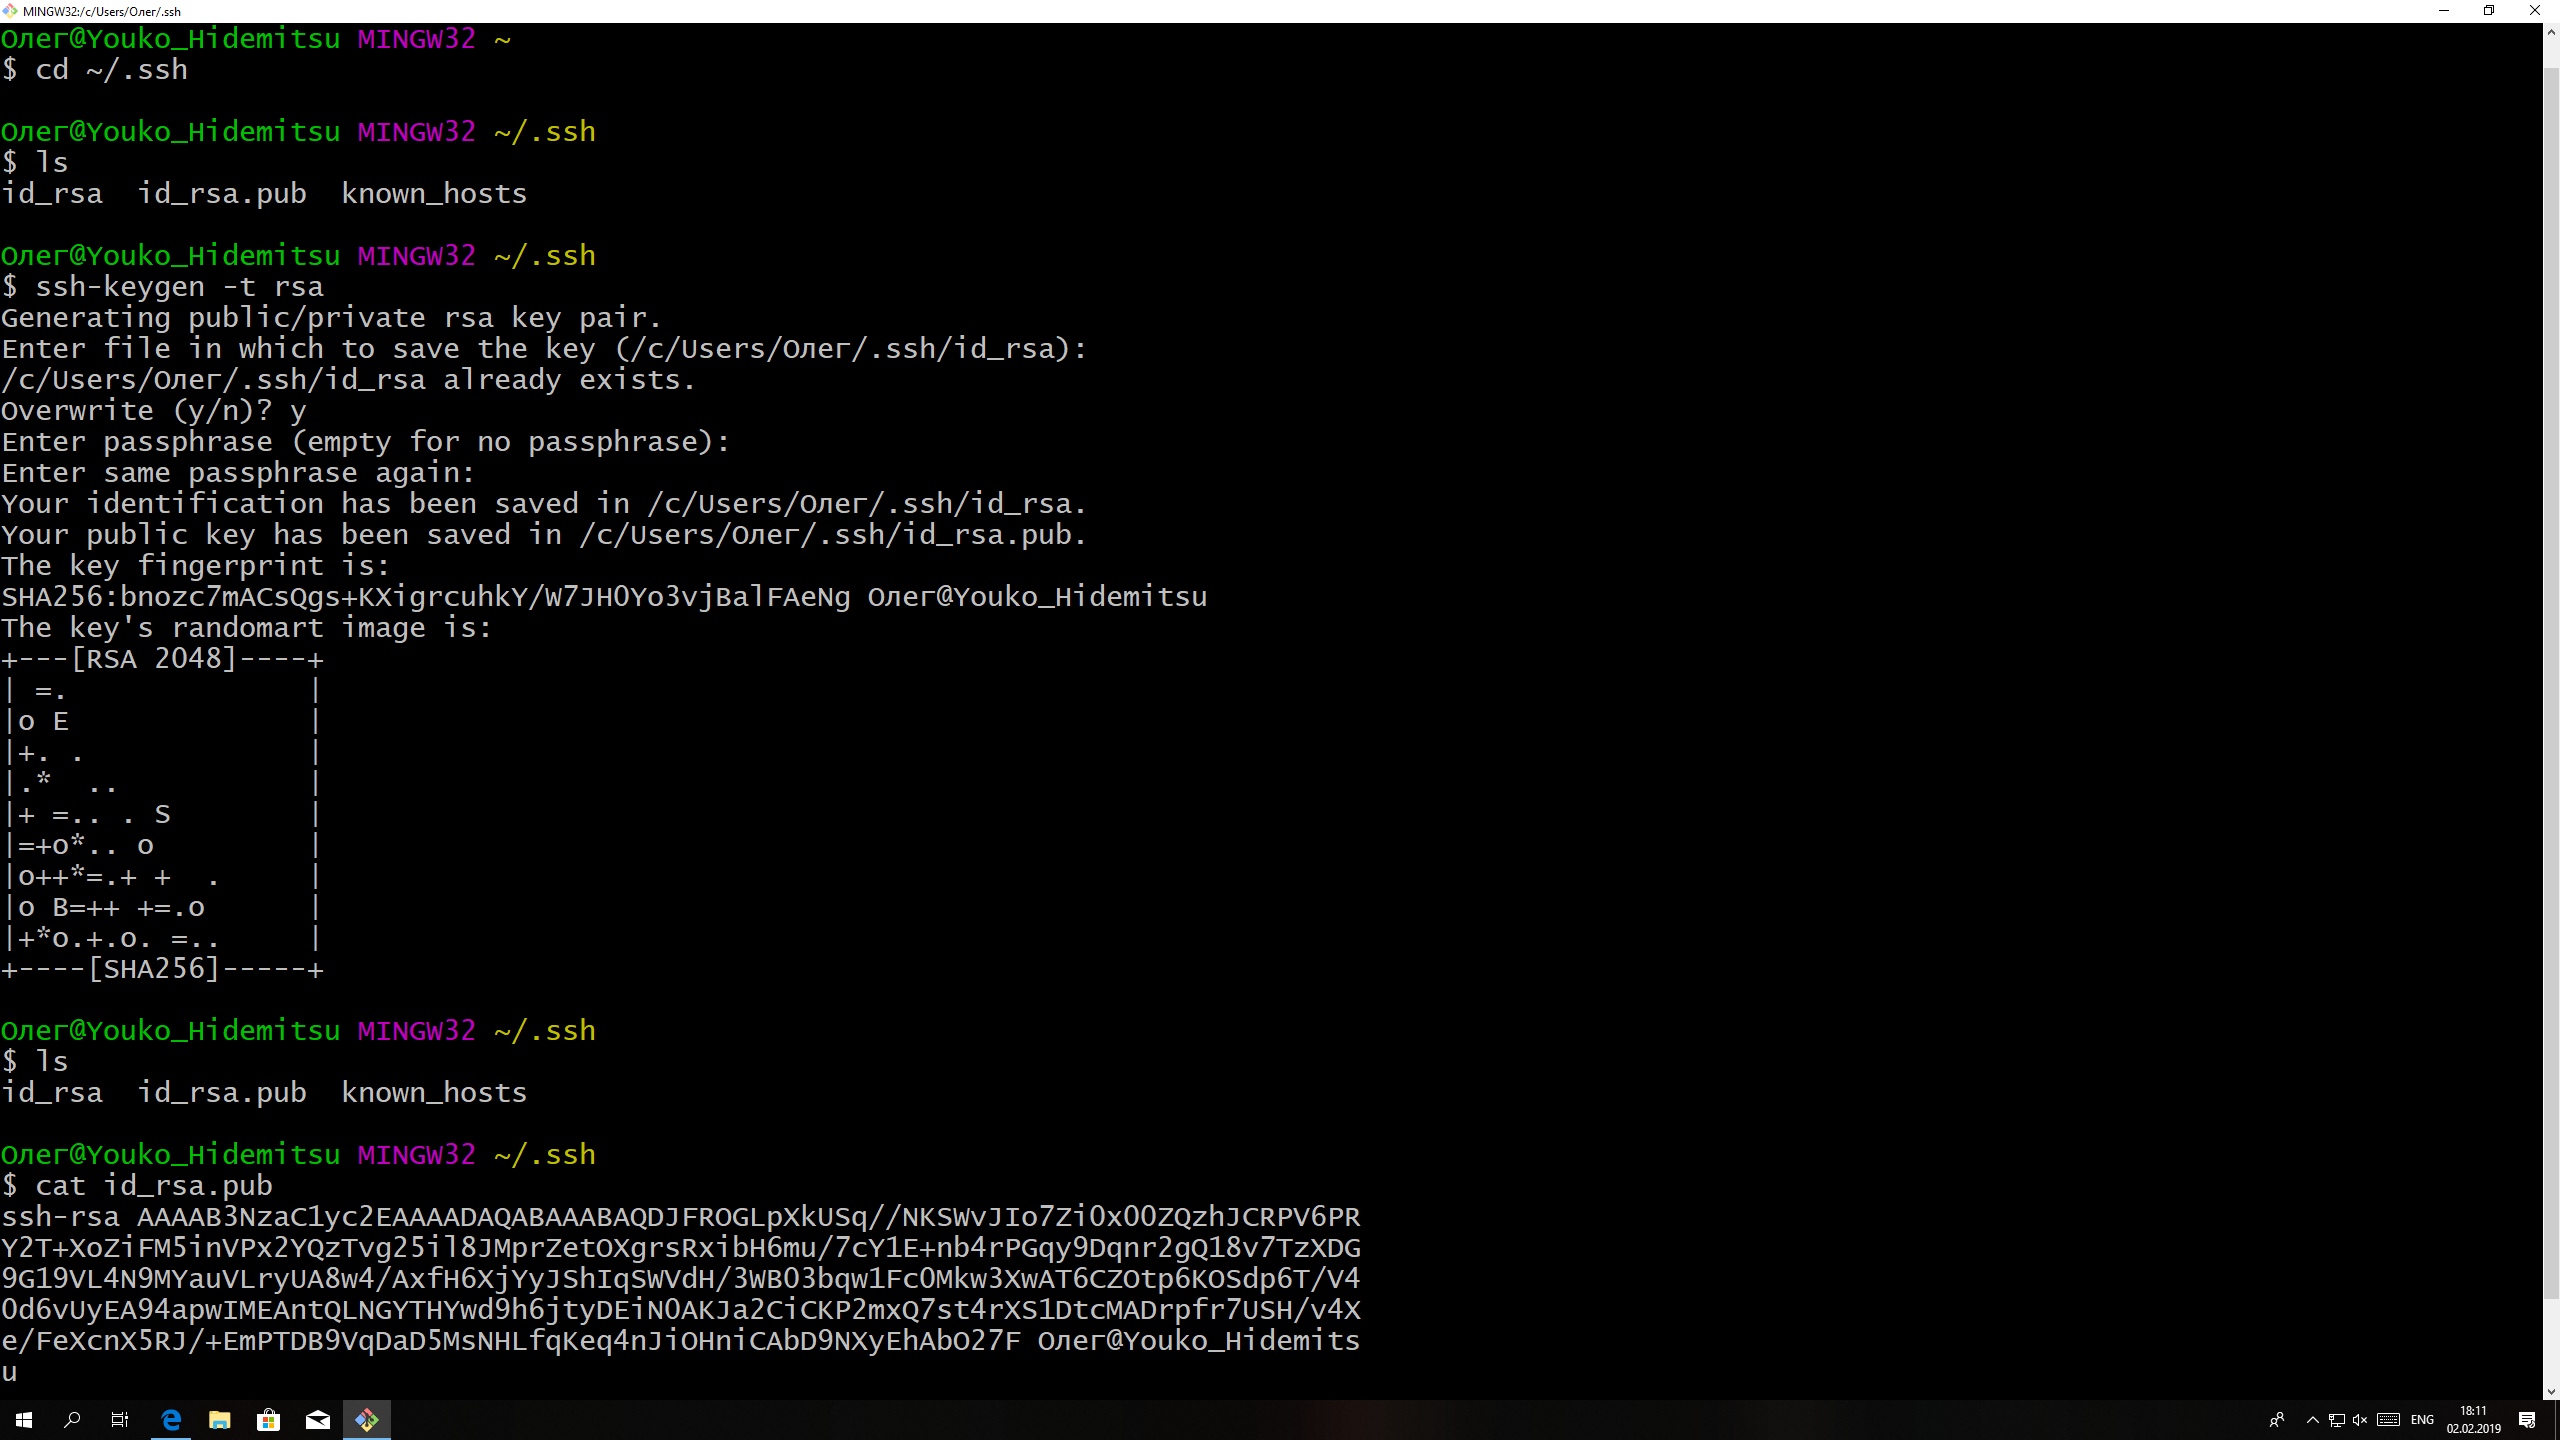 MINGW32:/c/Users/Олег/.ssh
Олег@Youko_Hidemitsu MINGW32 ~
$ cd ~/.ssh
Олег@Youko_Hidemitsu MINGW32 ~/.ssh
$ ls
id_rsa  id_rsa.pub  known_hosts
Олег@Youko_Hidemitsu MINGW32 ~/.ssh
$ ssh-keygen -t rsa
Generating public/private rsa key pair.
Enter file in which to save the key (/c/Users/Олег/.ssh/id_rsa):
/c/Users/Олег/.ssh/id_rsa already exists.
Overwrite (y/n)? y
Enter passphrase (empty for no passphrase):
Enter same passphrase again:
Your identification has been saved in /c/Users/Олег/.ssh/id_rsa.
Your public key has been saved in /c/Users/Олег/.ssh/id_rsa.pub.
The key fingerprint is:
SHA256:bnozc7mACsQgs+KXigrcuhkY/W7JH0Yo3vjBalFAeNg Олег@Youko_Hidemitsu
The key's randomart image is:
+---[RSA 2048]----+
| =.              |
|o E              |
|+. .             |
|.*  ..           |
|+ =.. . S        |
|=+o*.. o         |
|o++*=.+ +  .     |
|o B=++ +=.o      |
|+*o.+.o. =..     |
+----[SHA256]-----+
Олег@Youko_Hidemitsu MINGW32 ~/.ssh
$ ls
id_rsa  id_rsa.pub  known_hosts
Олег@Youko_Hidemitsu MINGW32 ~/.ssh
$ cat id_rsa.pub
ssh-rsa AAAAB3NzaC1yc2EAAAADAQABAAABAQDJFROGLpXkUSq//NKSWvJIo7Zi0x00ZQzhJCRPV6PR
Y2T+XoZiFM5inVPx2YQzTvg25il8JMprZetOXgrsRxibH6mu/7cY1E+nb4rPGqy9Dqnr2gQ18v7TzXDG
9G19VL4N9MYauVLryUA8w4/AxfH6XjYyJShIqSWVdH/3WB03bqw1Fc0Mkw3XwAT6CZOtp6KOSdp6T/V4
0d6vUyEA94apwIMEAntQLNGYTHYwd9h6jtyDEiN0AKJa2CiCKP2mxQ7st4rXS1DtcMADrpfr7USH/v4X
e/FeXcnX5RJ/+EmPTDB9VqDaD5MsNHLfqKeq4nJiOHniCAbD9NXyEhAbO27F Олег@Youko_Hidemits
u
ENG
18:11
02.02.2019